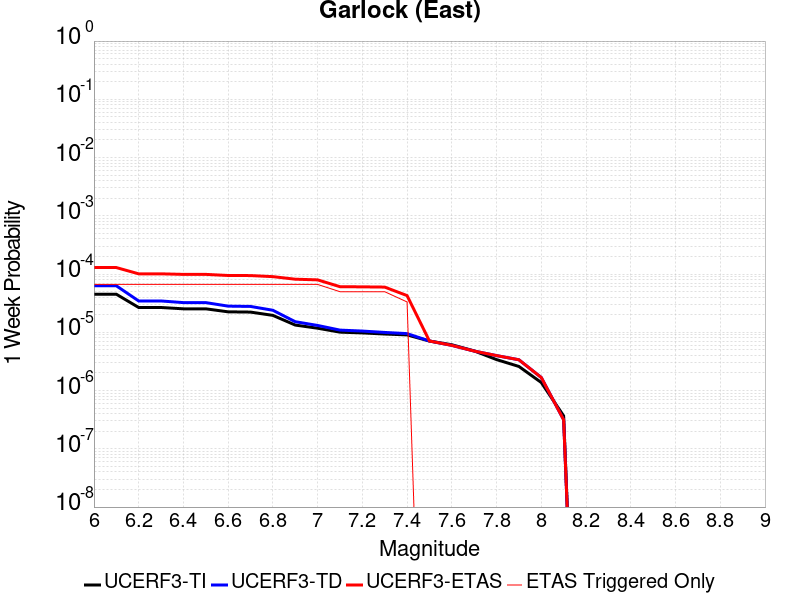 Garlock (East)
10^0
10^-1
10^-2
10^-3
10^-4
10^-5
10^-6
10^-7
10^-8
1 Week Probability
6 6.2 6.4 6.6 6.8 7 7.2 7.4 7.6 7.8 8 8.2 8.4 8.6 8.8 9
Magnitude
UCERF3-TI UCERF3-TD UCERF3-ETAS ETAS Triggered Only